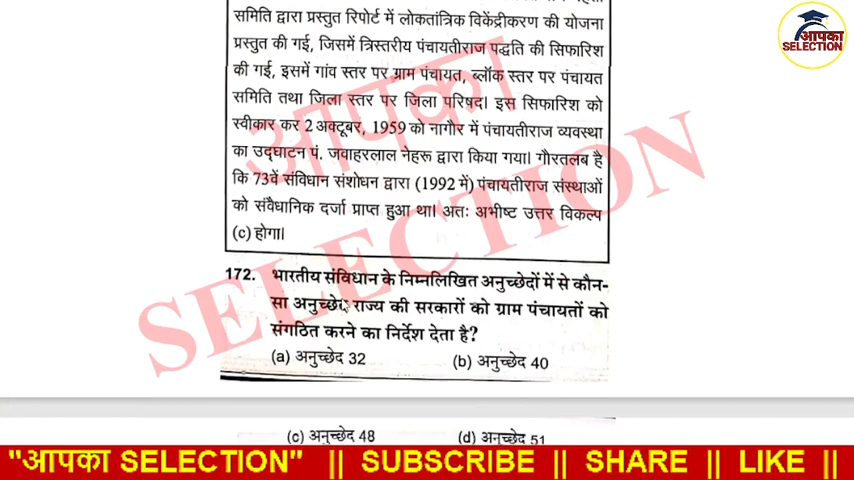 समिति द्वारा प्रस्तुत रिपोर्ट में लोकतांत्रिक विकेंद्रीकरण की योजना
प्रस्तुत की गई, जिसमें त्रिस्तरीय पंचायतीराज पद्धति की सिफारिश
की गई, इसमें गांव स्तर पर ग्राम पंचायत, ब्लॉक स्तर पर पंचायत
समिति तथा जिला स्तर पर जिला परिषद। इस सिफारिश को
स्वीकार कर 2 अक्टूबर, 1959 को नागौर में पंचायतीराज व्यवस्था
का उद्घाटन पं. जवाहरलाल नेहरू द्वारा किया गया। गौरतलब है
कि 73वें संविधान संशोधन द्वारा (1992 में) पंचायतीराज संस्थाओं
को संवैधानिक दर्जा प्राप्त हुआ था। अतः अभीष्ट उत्तर विकल्प
(c) होगा।
172. भारतीय संविधान के निम्नलिखित अनुच्छेदों में से कौन-
सा अनुच्छेद राज्य की सरकारों को ग्राम पंचायतों को
संगठित करने का निर्देश देता है?
(a) अनुच्छेद 32 (b) अनुच्छेद 40
(c) अनुच्छेद 48 (d) अनुच्छेद 51
आपका
SELECTION
आपका
SELECTION
"आपका SELECTION" || SUBSCRIBE || SHARE || LIKE ||